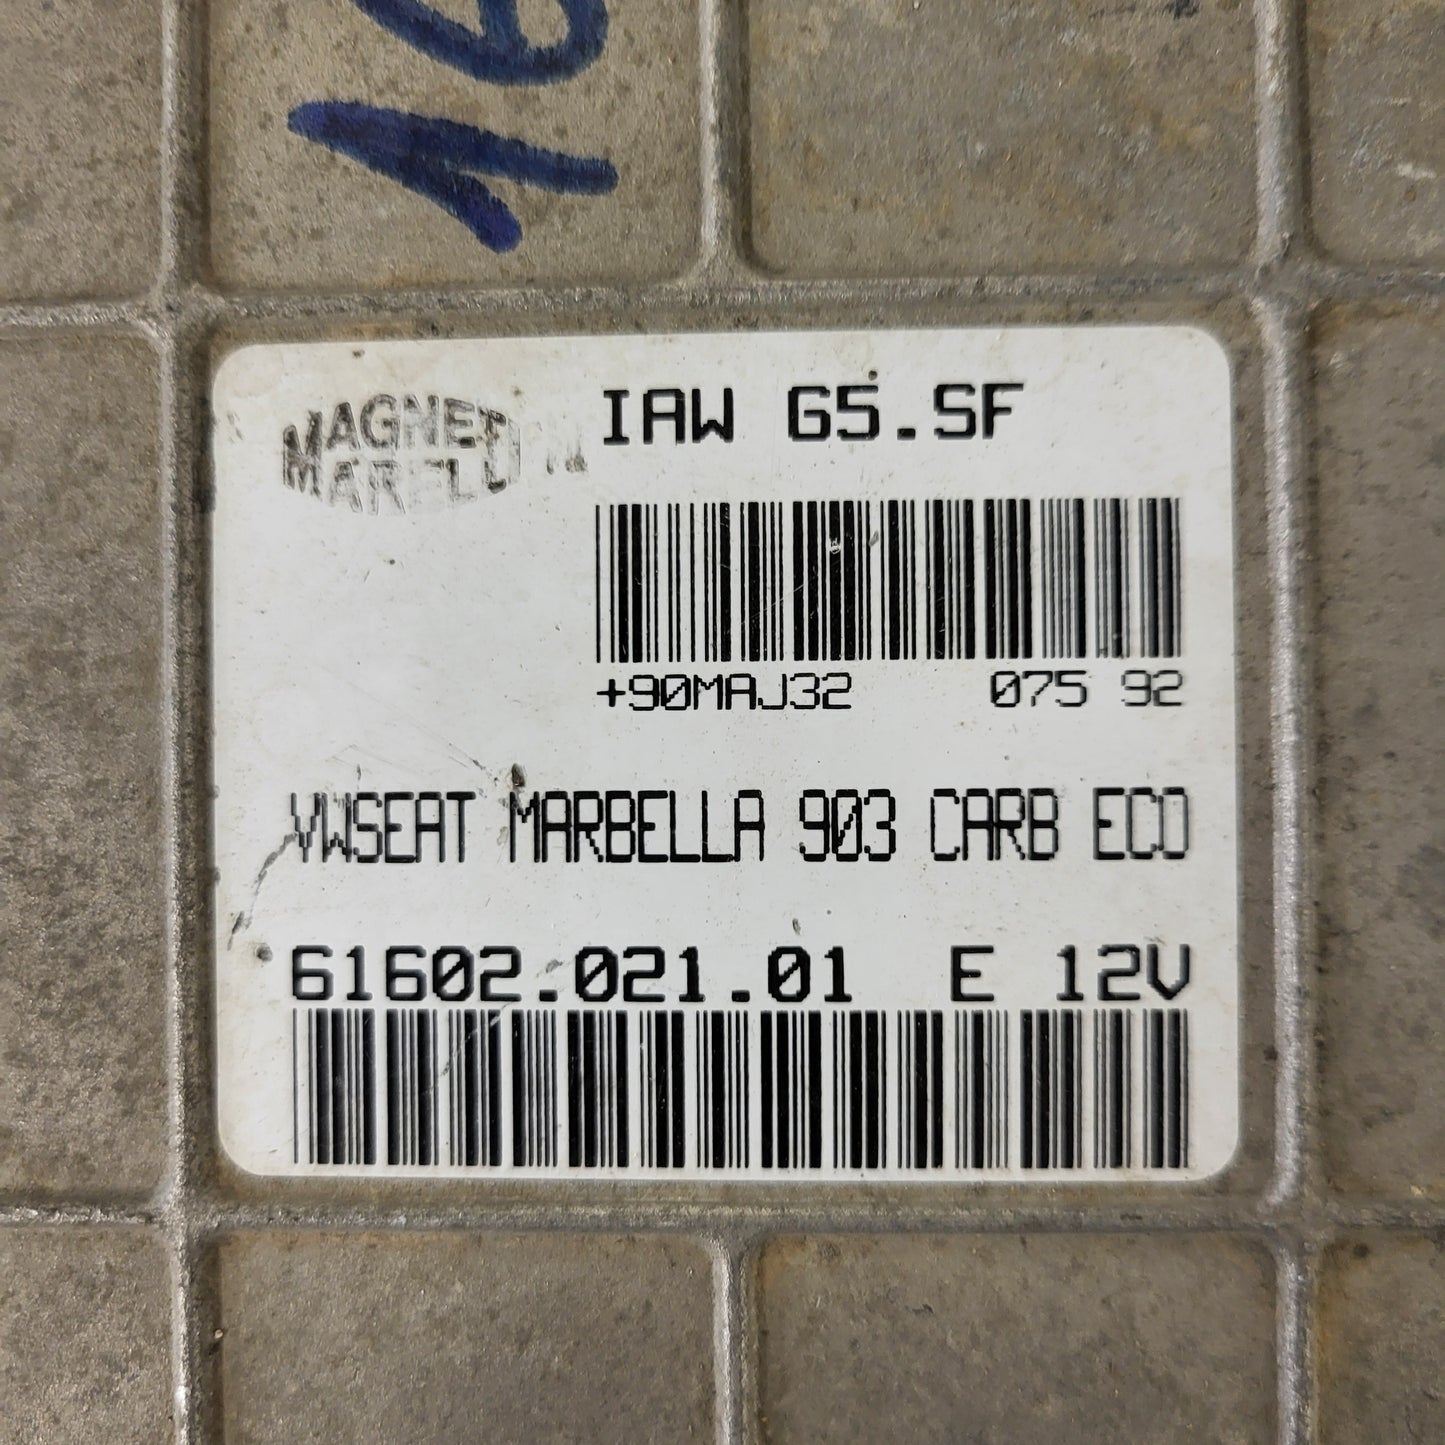 MAGNETI
MARELLI
IAW G5.SF
+90MAJ32 075 92
VWSEAT MARBELLA 903 CARB ECO
61602.021.01 E 12V